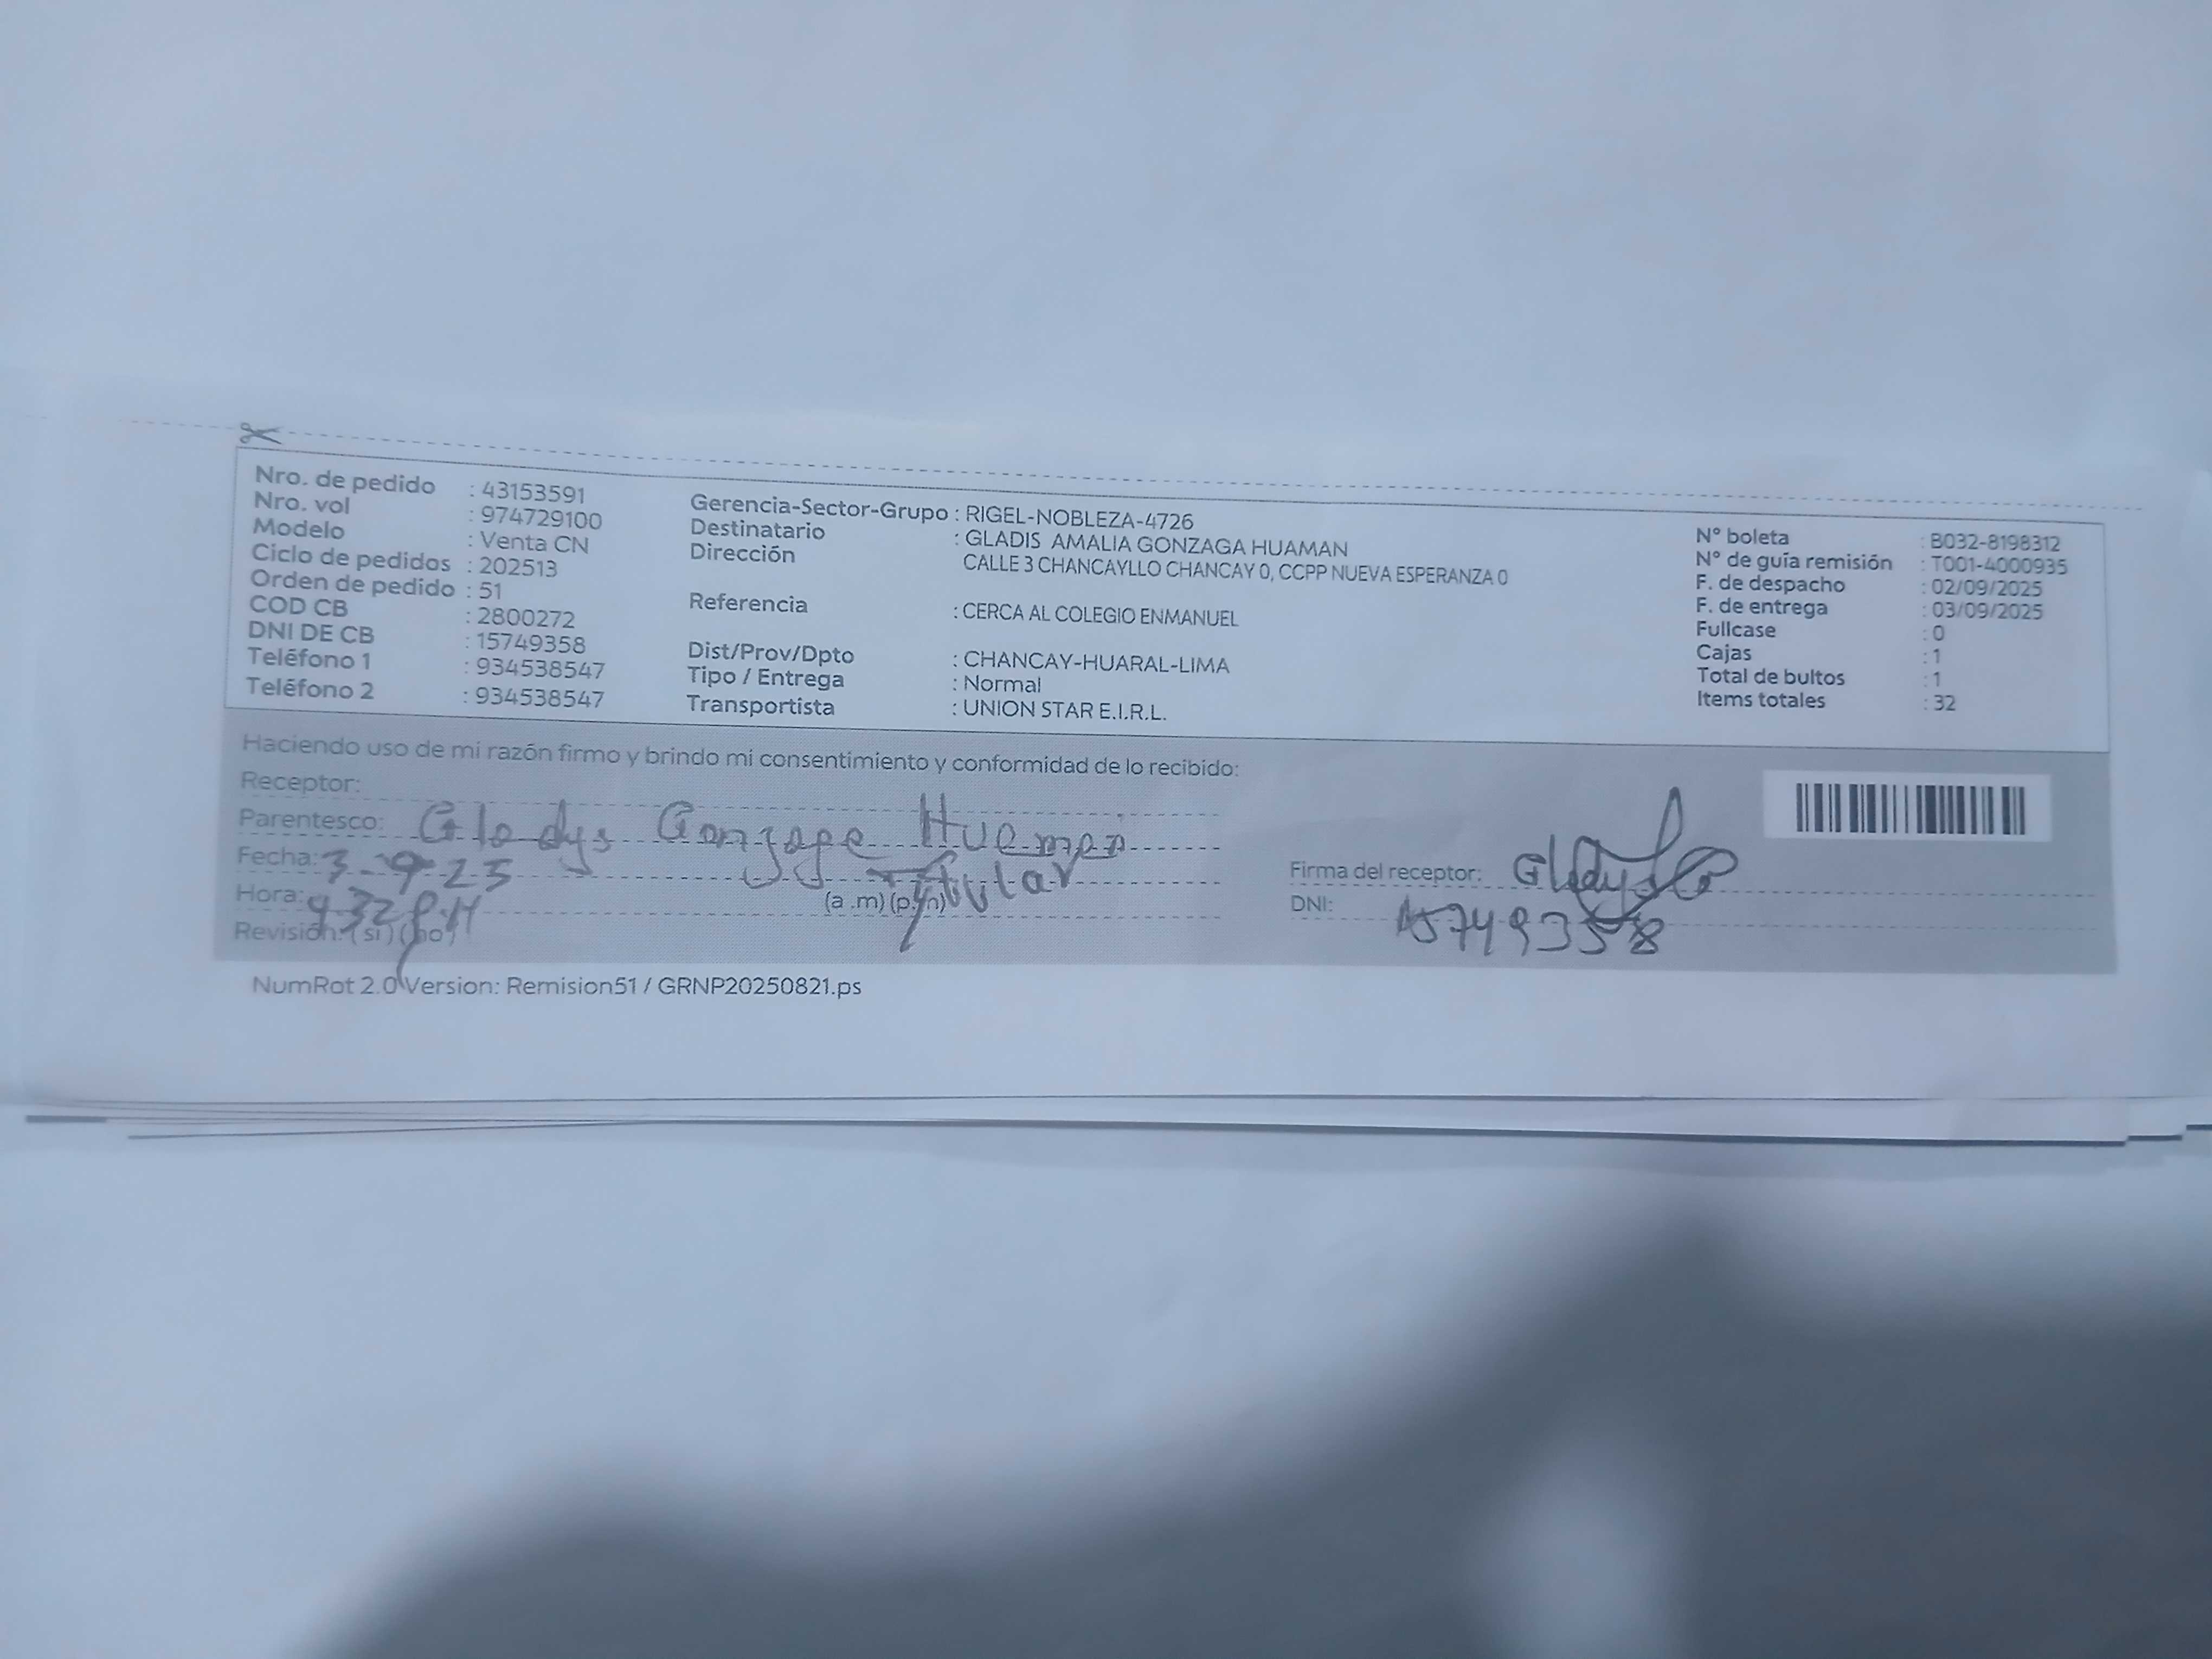 Nro. de pedido : 43153591
Nro. vol : 974729100
Modelo : Venta CN
Ciclo de pedidos : 202513
Orden de pedido : 51
COD CB : 2800272
DNI DE CB : 15749358
Teléfono 1 : 934538547
Teléfono 2 : 934538547
Gerencia-Sector-Grupo : RIGEL-NOBLEZA-4726
Destinatario : GLADIS AMALIA GONZAGA HUAMAN
Dirección CALLE 3 CHANCAYLLO CHANCAY 0, CCPP NUEVA ESPERANZA 0
Referencia : CERCA AL COLEGIO ENMANUEL
Dist/Prov/Dpto : CHANCAY-HUARAL-LIMA
Tipo / Entrega : Normal
Transportista : UNION STAR E.I.R.L.
N° boleta : B032-8198312
N° de guía remisión : T001-4000935
F. de despacho : 02/09/2025
F. de entrega : 03/09/2025
Fullcase : 0
Cajas : 1
Total de bultos : 1
Items totales : 32
Haciendo uso de mi razón firmo y brindo mi consentimiento y conformidad de lo recibido:
Receptor:
Parentesco: Gladys Gonzaga Huaman
Fecha: 3-9-25 Titular
Hora: 932 P.M (a .m) (p.m)
Revisión: (si) (no)
Firma del receptor: Gladys
DNI: 15749358
NumRot 2.0 Version: Remision51 / GRNP20250821.ps